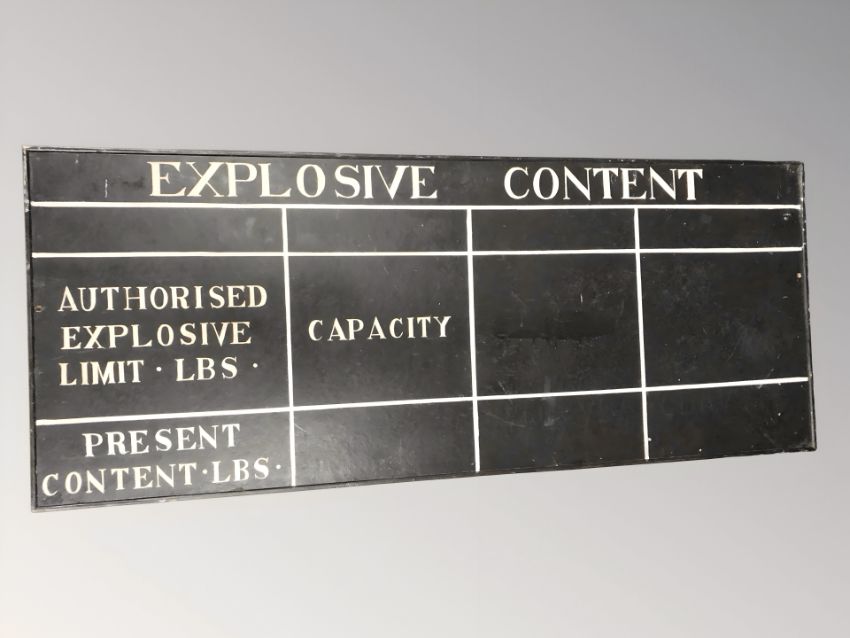 EXPLOSIVE CONTENT
AUTHORISED
EXPLOSIVE
LIMIT · LBS ·
CAPACITY
PRESENT
CONTENT · LBS ·